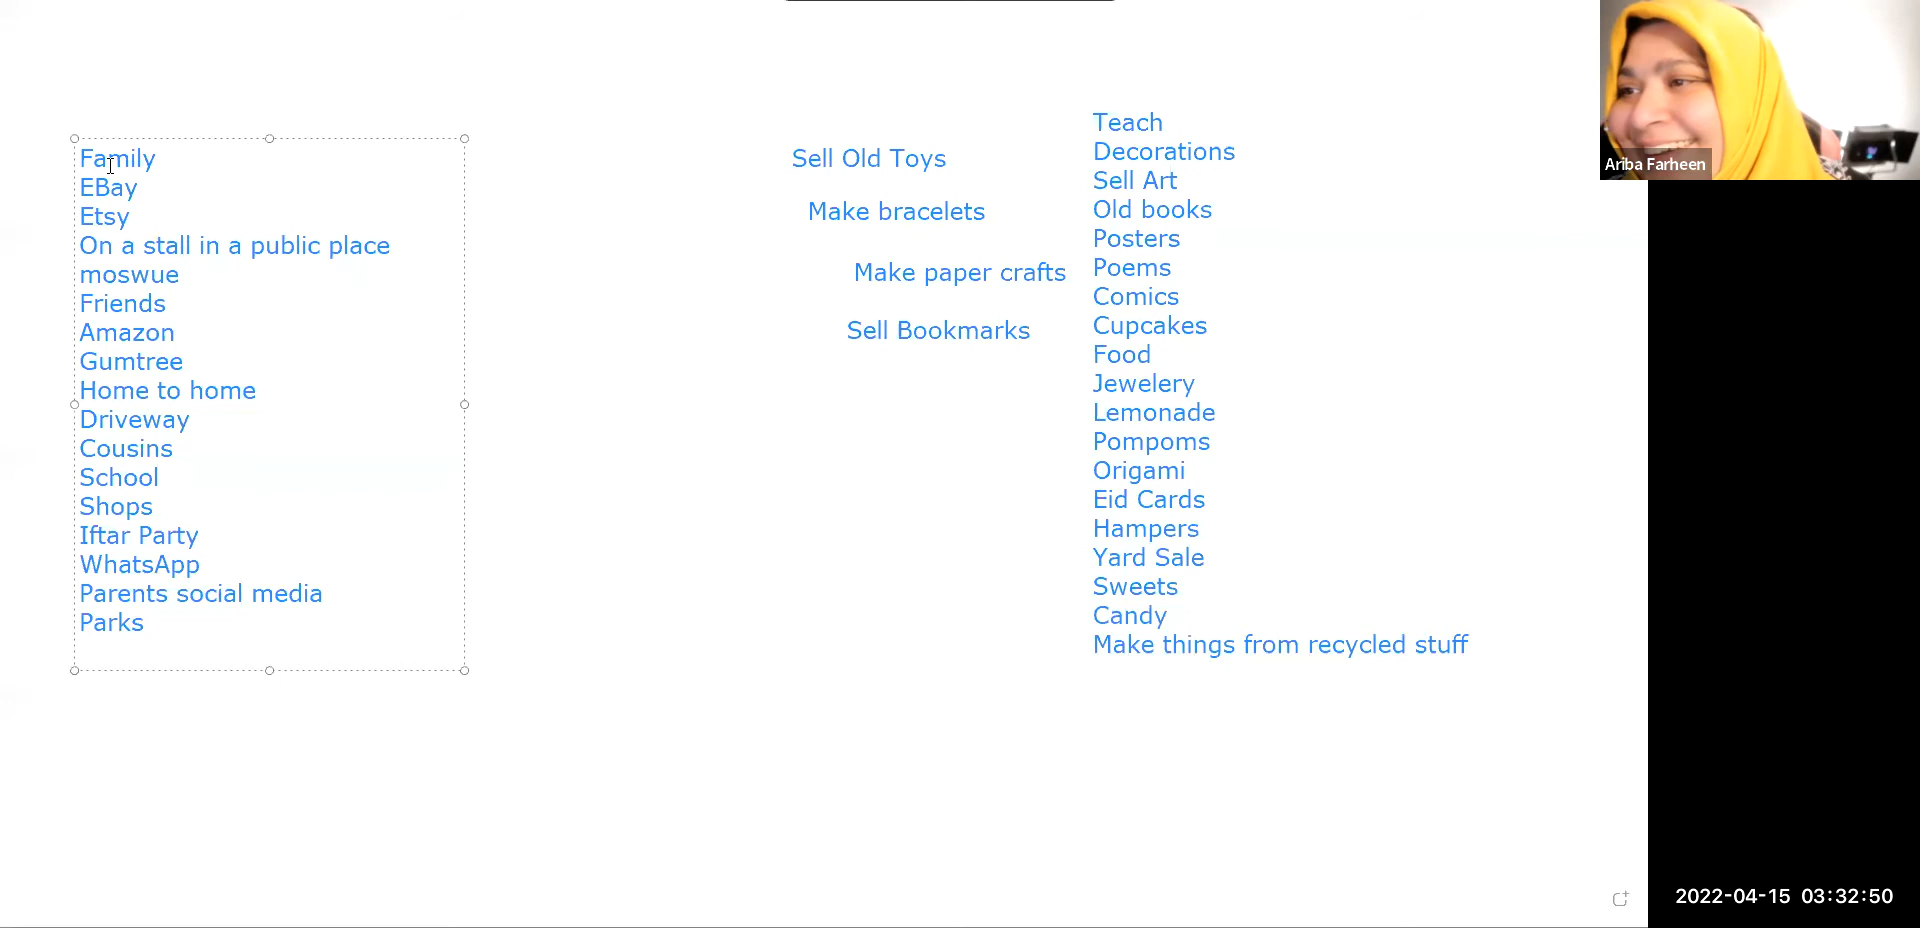 Family
EBay
Etsy
On a stall in a public place
moswue
Friends
Amazon
Gumtree
Home to home
Driveway
Cousins
School
Shops
Iftar Party
WhatsApp
Parents social media
Parks
Sell Old Toys
Make bracelets
Make paper crafts
Sell Bookmarks
Teach
Decorations
Sell Art
Old books
Posters
Poems
Comics
Cupcakes
Food
Jewelery
Lemonade
Pompoms
Origami
Eid Cards
Hampers
Yard Sale
Sweets
Candy
Make things from recycled stuff
Ariba Farheen
2022-04-15 03:32:50